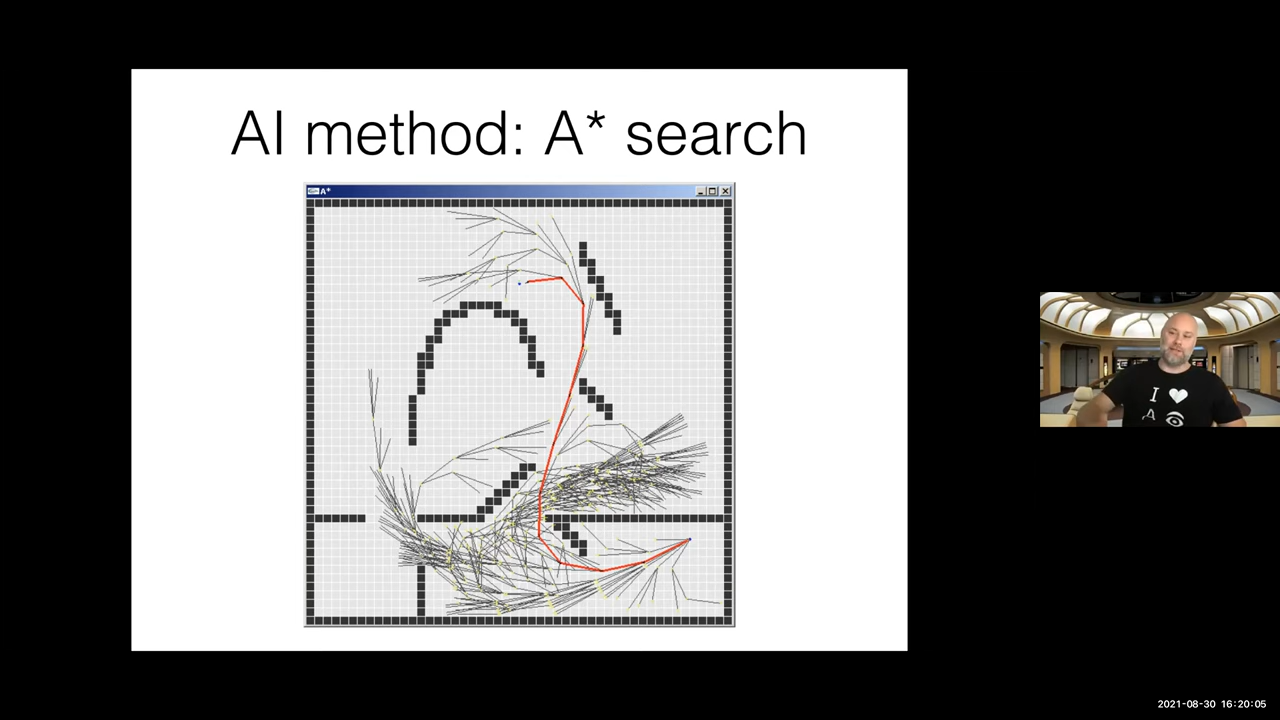 AI method: A* search
A*
I ♥
A
2021-08-30 16:20:05